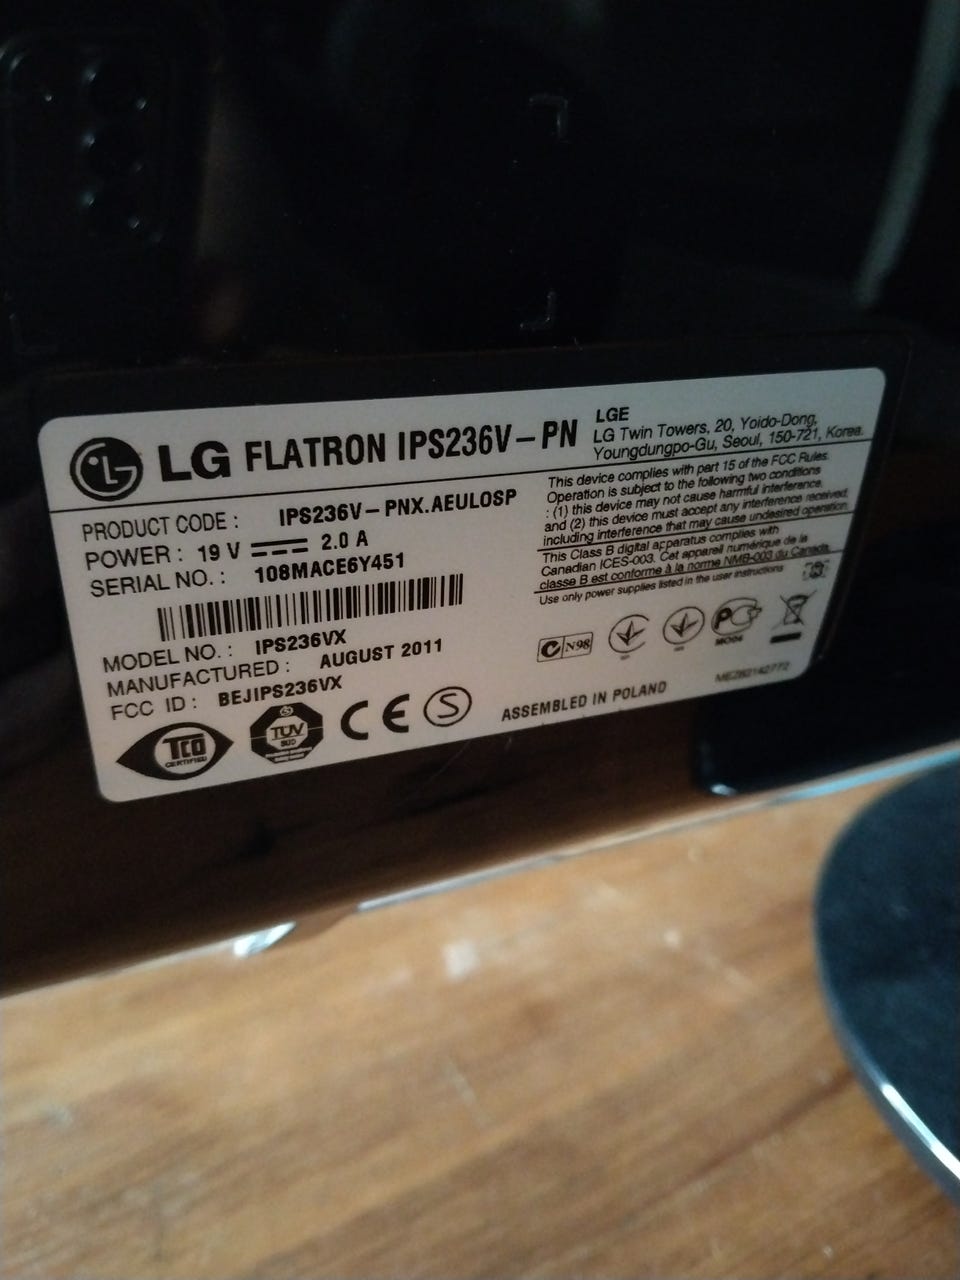 LG FLATRON IPS236V-PN
LGE
LG Twin Towers, 20, Yoido-Dong,
Youngdungpo-Gu, Seoul, 150-721, Korea.
PRODUCT CODE : IPS236V-PNX.AEULOSP
POWER : 19 V 2.0 A
SERIAL NO. : 108MACE6Y451
MODEL NO. : IPS236VX
MANUFACTURED : AUGUST 2011
FCC ID : BEJIPS236VX
This device complies with part 15 of the FCC Rules.
Operation is subject to the following two conditions
: (1) this device may not cause harmful interference,
and (2) this device must accept any interference received,
including interference that may cause undesired operation.
This Class B digital apparatus complies with
Canadian ICES-003. Cet appareil numérique de la
classe B est conforme à la norme NMB-003 du Canada.
Use only power supplies listed in the user instructions
N98
TCO
CERTIFIED
TÜV
SÜD
CE
S
ASSEMBLED IN POLAND